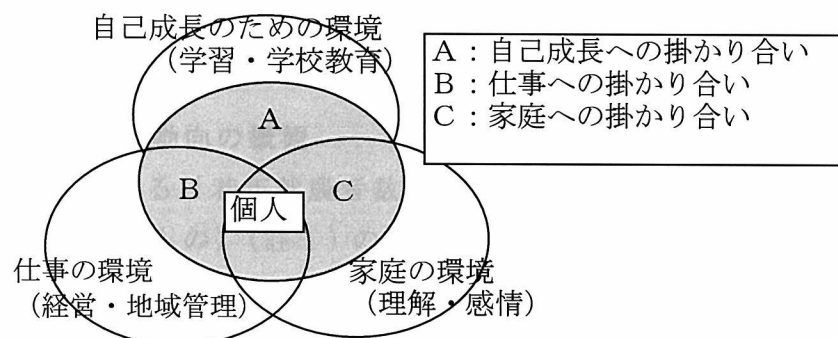 自己成長のための環境
(学習・学校教育)
A：自己成長への掛かり合い
B：仕事への掛かり合い
C：家庭への掛かり合い
A
B
C
個人
仕事の環境
(経営・地域管理)
家庭の環境
(理解・感情)